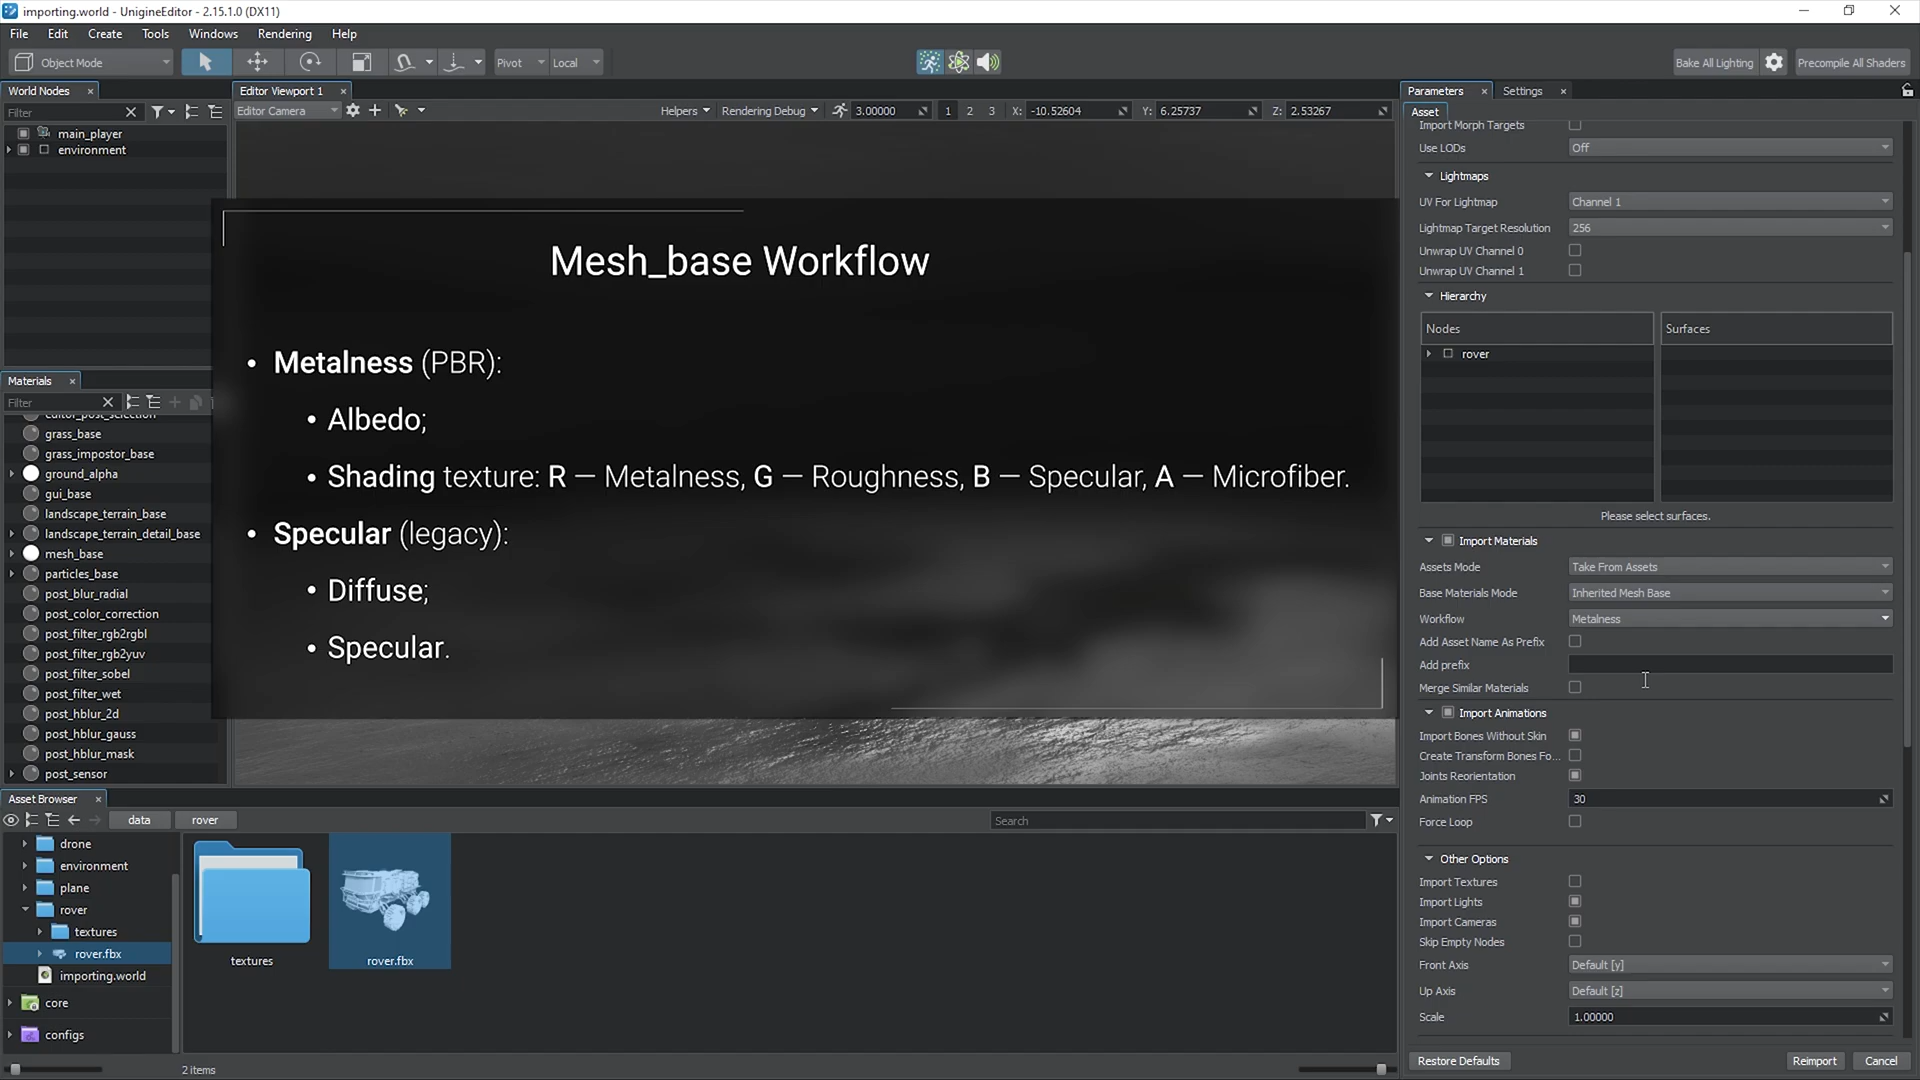 importing.world - UnigineEditor - 2.15.1.0 (DX11)
File Edit Create Tools Windows Rendering Help
Object Mode Pivot Local Bake All Lighting Precompile All Shaders
World Nodes
Filter
main_player
environment
Editor Viewport 1
Editor Camera Helpers Rendering Debug 3.00000 1 2 3 X: -10.52604 Y: 6.25737 Z: 2.53267
Mesh_base Workflow
• Metalness (PBR):
• Albedo;
• Shading texture: R — Metalness, G — Roughness, B — Specular, A — Microfiber.
• Specular (legacy):
• Diffuse;
• Specular.
Materials
Filter
editor_post_selection
grass_base
grass_impostor_base
ground_alpha
gui_base
landscape_terrain_base
landscape_terrain_detail_base
mesh_base
particles_base
post_blur_radial
post_color_correction
post_filter_rgb2rgbl
post_filter_rgb2yuv
post_filter_sobel
post_filter_wet
post_hblur_2d
post_hblur_gauss
post_hblur_mask
post_sensor
Asset Browser
data rover Search
drone
environment
plane
rover
textures
rover.fbx
importing.world
core
configs
textures rover.fbx
2 items
Parameters Settings
Asset
Import Morph Targets
Use LODs Off
Lightmaps
UV For Lightmap Channel 1
Lightmap Target Resolution 256
Unwrap UV Channel 0
Unwrap UV Channel 1
Hierarchy
Nodes Surfaces
rover
Please select surfaces.
Import Materials
Assets Mode Take From Assets
Base Materials Mode Inherited Mesh Base
Workflow Metalness
Add Asset Name As Prefix
Add prefix
Merge Similar Materials
Import Animations
Import Bones Without Skin
Create Transform Bones Fo...
Joints Reorientation
Animation FPS 30
Force Loop
Other Options
Import Textures
Import Lights
Import Cameras
Skip Empty Nodes
Front Axis Default [y]
Up Axis Default [z]
Scale 1.00000
Restore Defaults Reimport Cancel